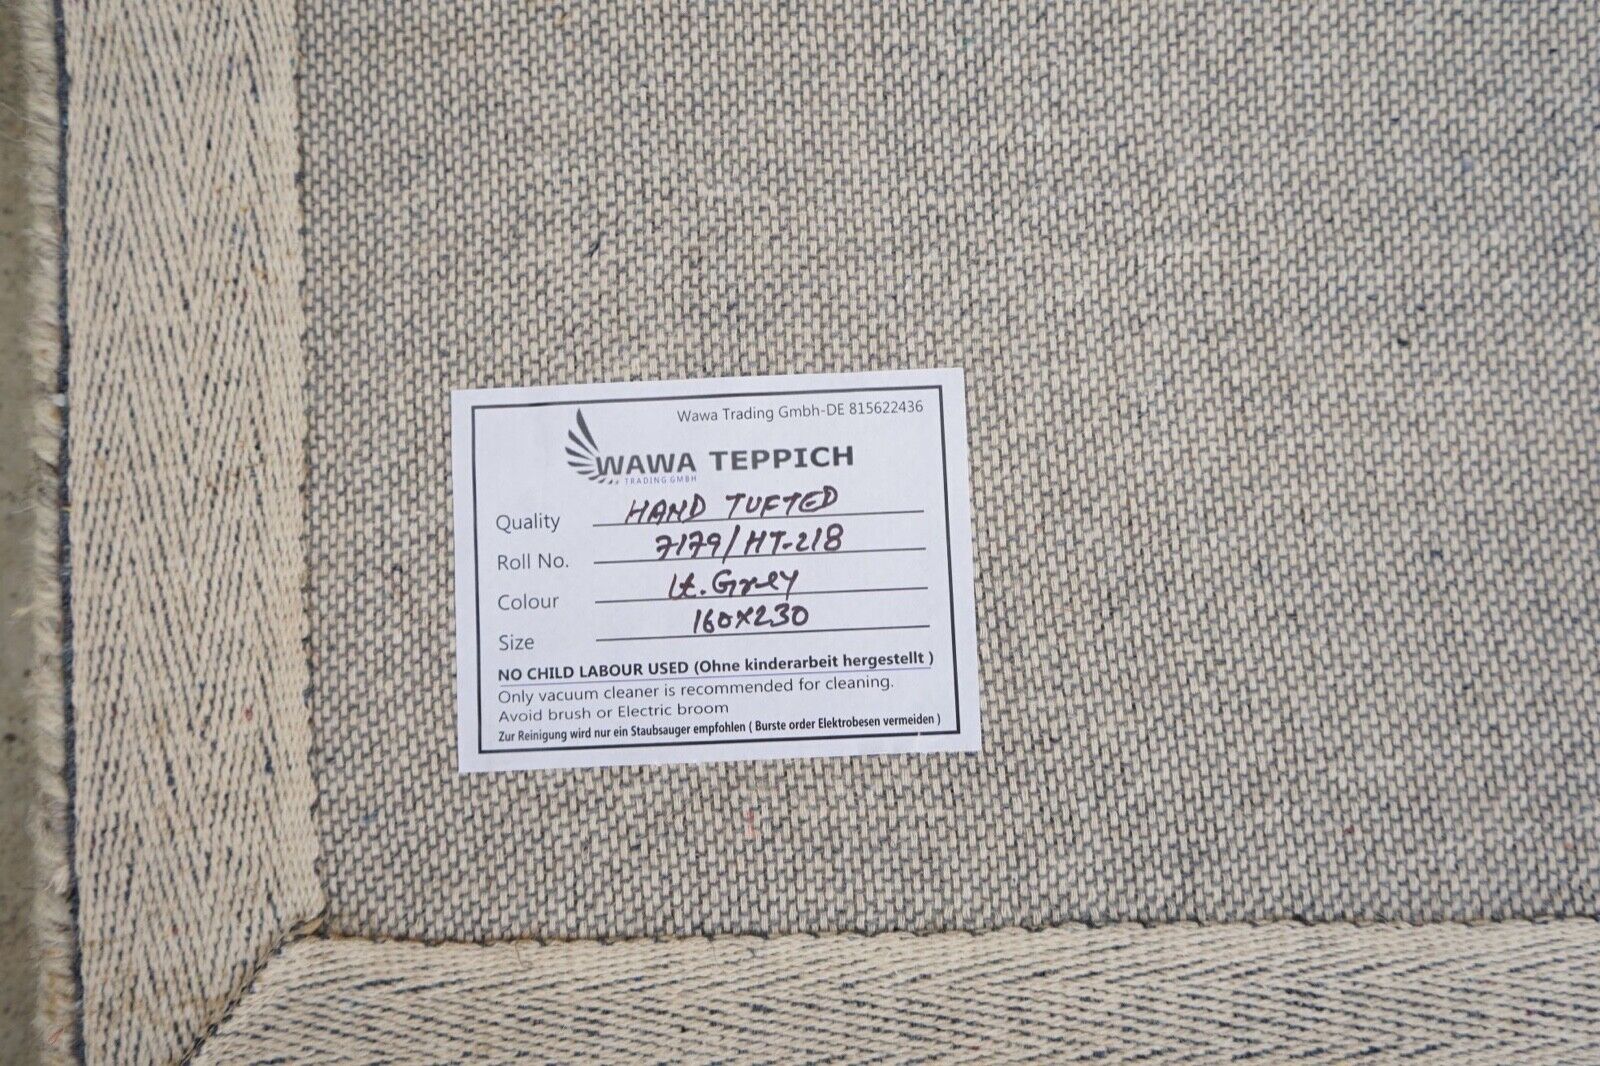 Wawa Trading Gmbh-DE 815622436
WAWA TEPPICH
TRADING GMBH
Quality HAND TUFTED
Roll No. 7179/HT-218
Colour Lt. Grey
Size 160x230
NO CHILD LABOUR USED (Ohne kinderarbeit hergestellt )
Only vacuum cleaner is recommended for cleaning.
Avoid brush or Electric broom
Zur Reinigung wird nur ein Staubsauger empfohlen ( Burste order Elektrobesen vermeiden )